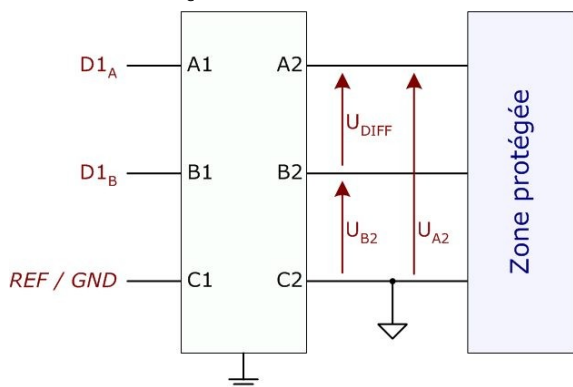 D1A
A1
A2
UDIFF
D1B
B1
B2
UB2
UA2
REF / GND
C1
C2
Zone protégée